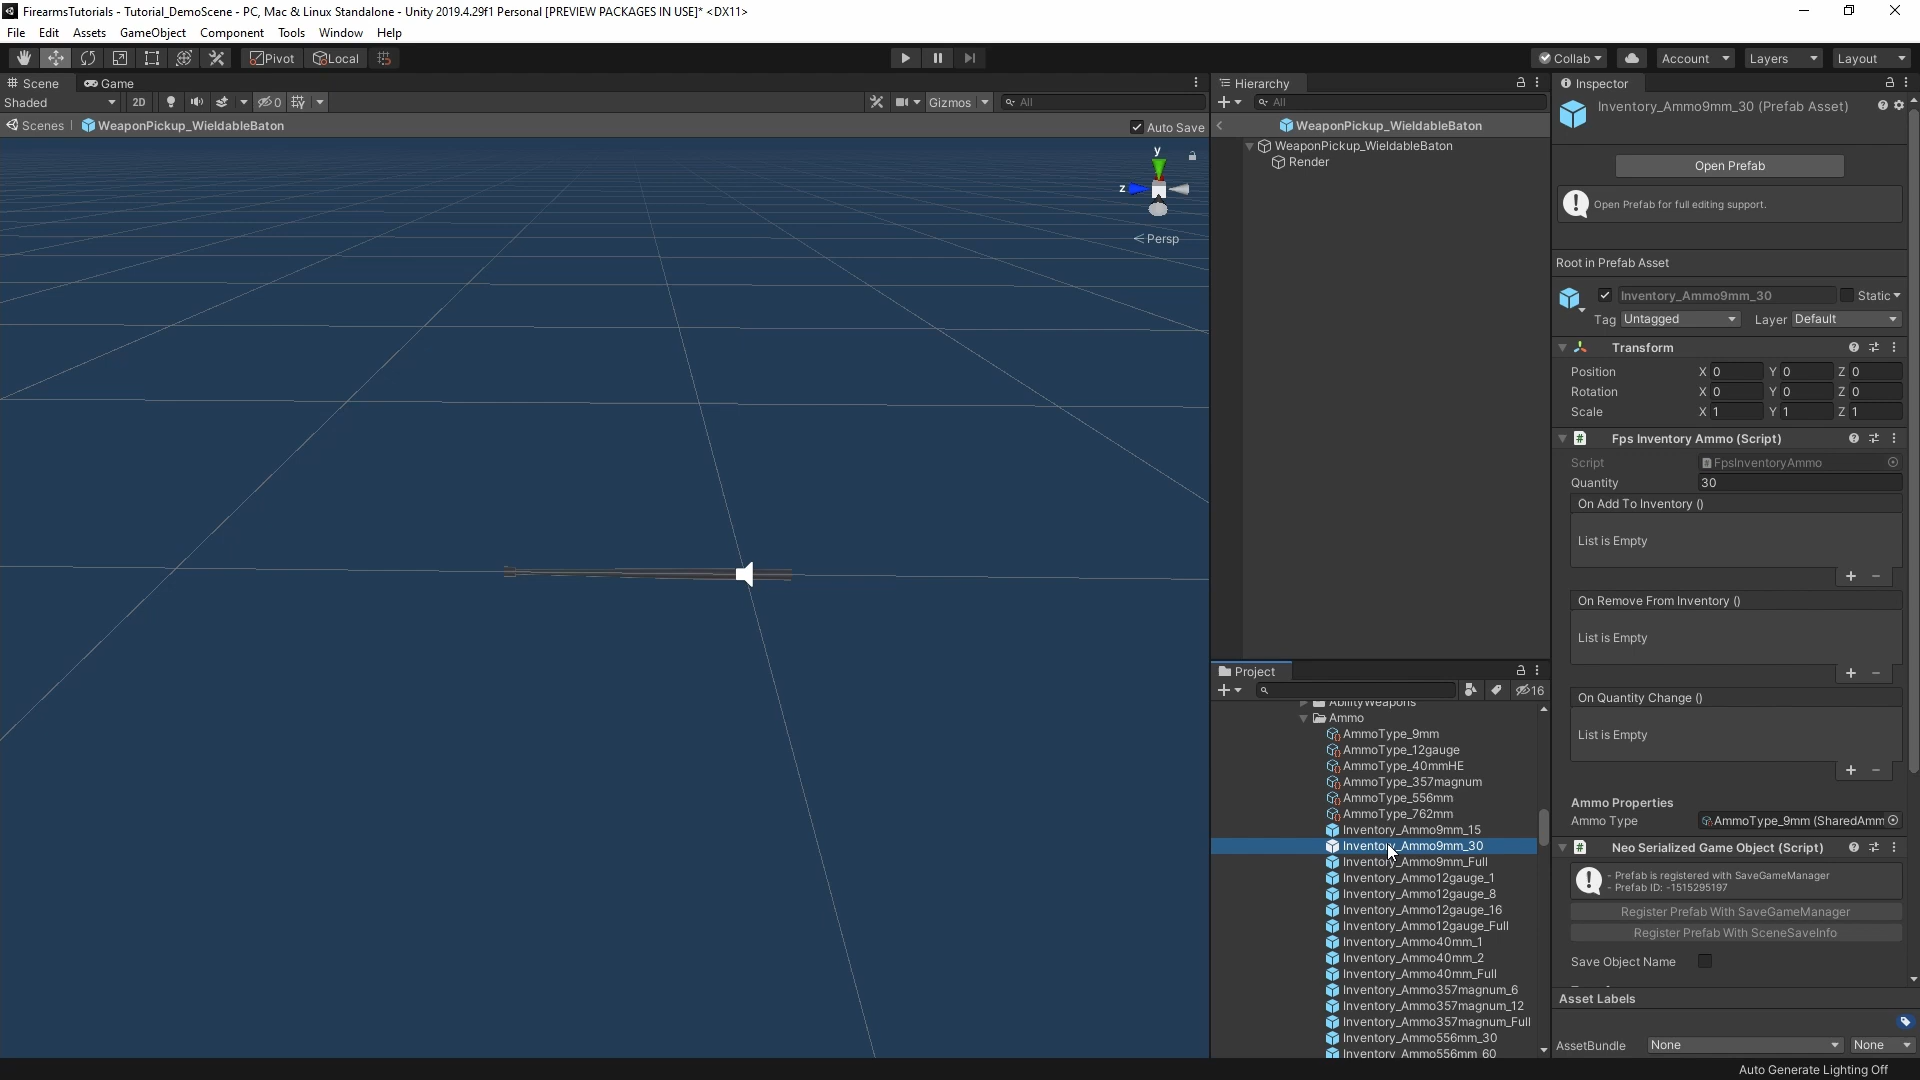 FirearmsTutorials - Tutorial_DemoScene - PC, Mac & Linux Standalone - Unity 2019.4.29f1 Personal [PREVIEW PACKAGES IN USE]* <DX11>
File Edit Assets GameObject Component Tools Window Help
Pivot Local Collab Account Layers Layout
Scene Game
Shaded 2D 0 Gizmos All
Scenes WeaponPickup_WieldableBaton Auto Save
y
z
Persp
Hierarchy
All
WeaponPickup_WieldableBaton
WeaponPickup_WieldableBaton
Render
Project
16
AbilityWeapons
Ammo
AmmoType_9mm
AmmoType_12gauge
AmmoType_40mmHE
AmmoType_357magnum
AmmoType_556mm
AmmoType_762mm
Inventory_Ammo9mm_15
Inventory_Ammo9mm_30
Inventory_Ammo9mm_Full
Inventory_Ammo12gauge_1
Inventory_Ammo12gauge_8
Inventory_Ammo12gauge_16
Inventory_Ammo12gauge_Full
Inventory_Ammo40mm_1
Inventory_Ammo40mm_2
Inventory_Ammo40mm_Full
Inventory_Ammo357magnum_6
Inventory_Ammo357magnum_12
Inventory_Ammo357magnum_Full
Inventory_Ammo556mm_30
Inventory_Ammo556mm_60
Inspector
Inventory_Ammo9mm_30 (Prefab Asset)
Open Prefab
Open Prefab for full editing support.
Root in Prefab Asset
Inventory_Ammo9mm_30 Static
Tag Untagged Layer Default
Transform
Position X 0 Y 0 Z 0
Rotation X 0 Y 0 Z 0
Scale X 1 Y 1 Z 1
# Fps Inventory Ammo (Script)
Script FpsInventoryAmmo
Quantity 30
On Add To Inventory ()
List is Empty
+ −
On Remove From Inventory ()
List is Empty
+ −
On Quantity Change ()
List is Empty
+ −
Ammo Properties
Ammo Type AmmoType_9mm (SharedAmm
# Neo Serialized Game Object (Script)
- Prefab is registered with SaveGameManager
- Prefab ID: -1515295197
Register Prefab With SaveGameManager
Register Prefab With SceneSaveInfo
Save Object Name
Asset Labels
AssetBundle None None
Auto Generate Lighting Off